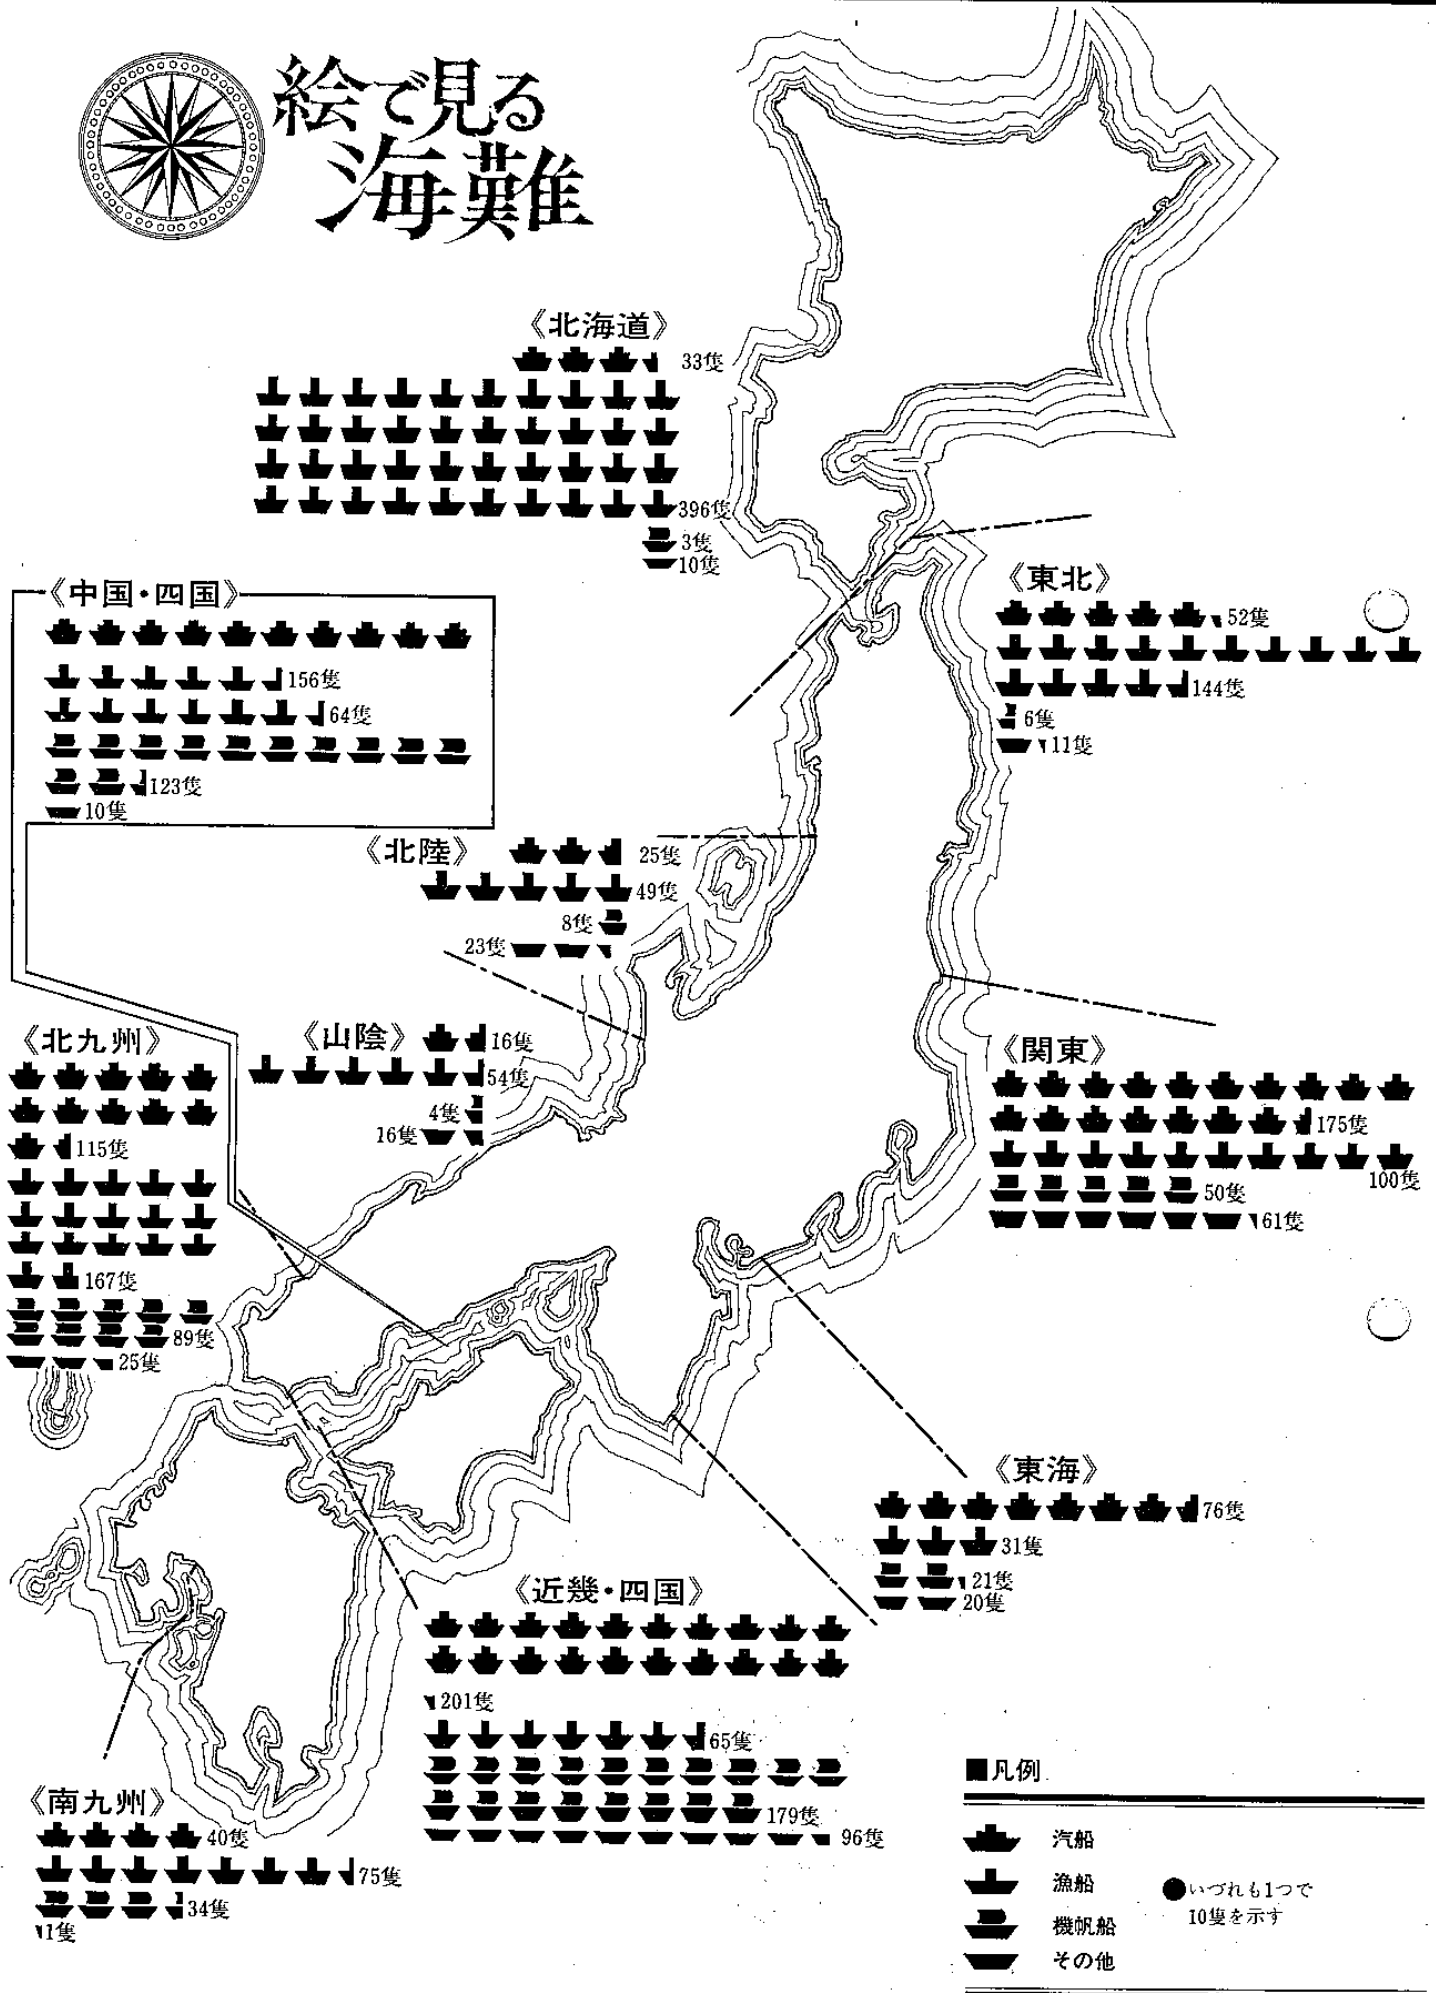 絵で見る
海難
《北海道》
33隻
396隻
3隻
10隻
《東北》
52隻
144隻
6隻
11隻
《中国・四国》
156隻
64隻
123隻
10隻
《北陸》
25隻
49隻
8隻
23隻
《山陰》
16隻
54隻
4隻
16隻
《北九州》
115隻
167隻
89隻
25隻
《関東》
175隻
100隻
50隻
61隻
《東海》
76隻
31隻
21隻
20隻
《近幾・四国》
201隻
65隻
179隻
96隻
《南九州》
40隻
75隻
34隻
1隻
■凡例
汽船
漁船
機帆船
その他
●いづれも1つで
10隻を示す